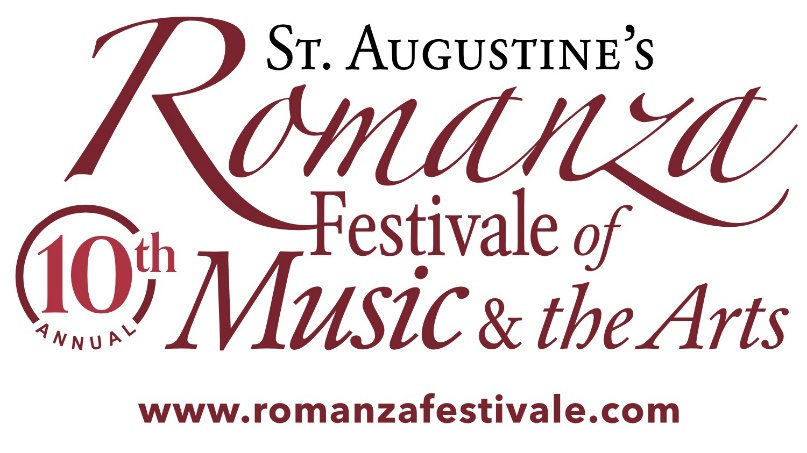 St. Augustine's
Romanza
Festivale of
10th
ANNUAL
Music & the Arts
www.romanzafestivale.com